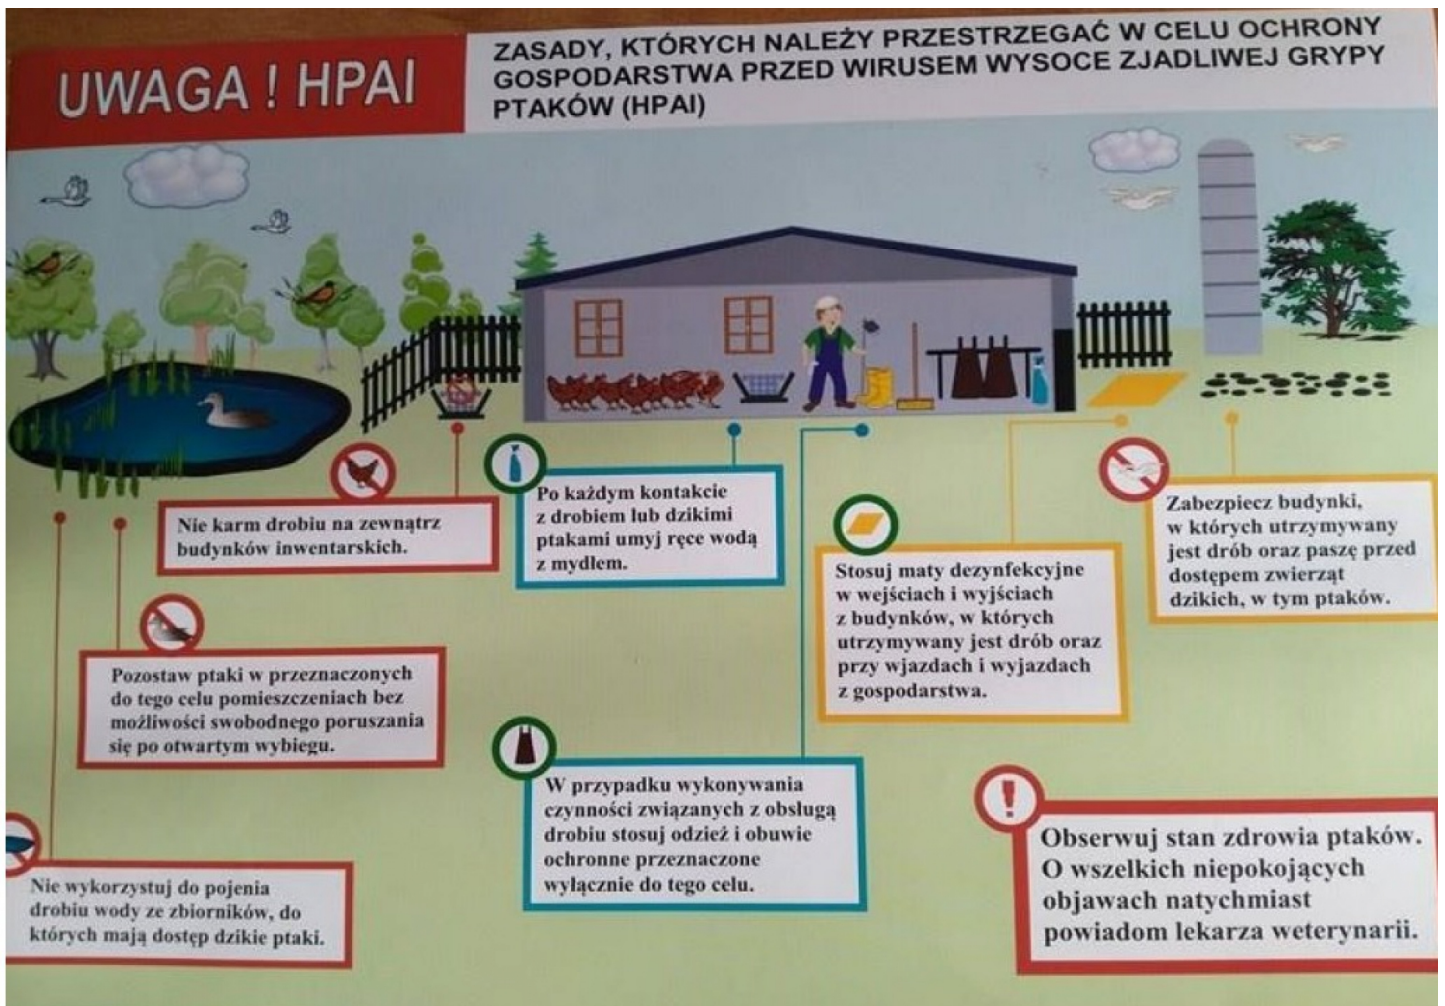 UWAGA ! HPAI
ZASADY, KTÓRYCH NALEŻY PRZESTRZEGAĆ W CELU OCHRONY
GOSPODARSTWA PRZED WIRUSEM WYSOCE ZJADLIWEJ GRYPY
PTAKÓW (HPAI)
Nie karm drobiu na zewnątrz
budynków inwentarskich.
Po każdym kontakcie
z drobiem lub dzikimi
ptakami umyj ręce wodą
z mydłem.
Stosuj maty dezynfekcyjne
w wejściach i wyjściach
z budynków, w których
utrzymywany jest drób oraz
przy wjazdach i wyjazdach
z gospodarstwa.
Zabezpiecz budynki,
w których utrzymywany
jest drób oraz paszę przed
dostępem zwierząt
dzikich, w tym ptaków.
Pozostaw ptaki w przeznaczonych
do tego celu pomieszczeniach bez
możliwości swobodnego poruszania
się po otwartym wybiegu.
W przypadku wykonywania
czynności związanych z obsługą
drobiu stosuj odzież i obuwie
ochronne przeznaczone
wyłącznie do tego celu.
Nie wykorzystuj do pojenia
drobiu wody ze zbiorników, do
których mają dostęp dzikie ptaki.
!
Obserwuj stan zdrowia ptaków.
O wszelkich niepokojących
objawach natychmiast
powiadom lekarza weterynarii.